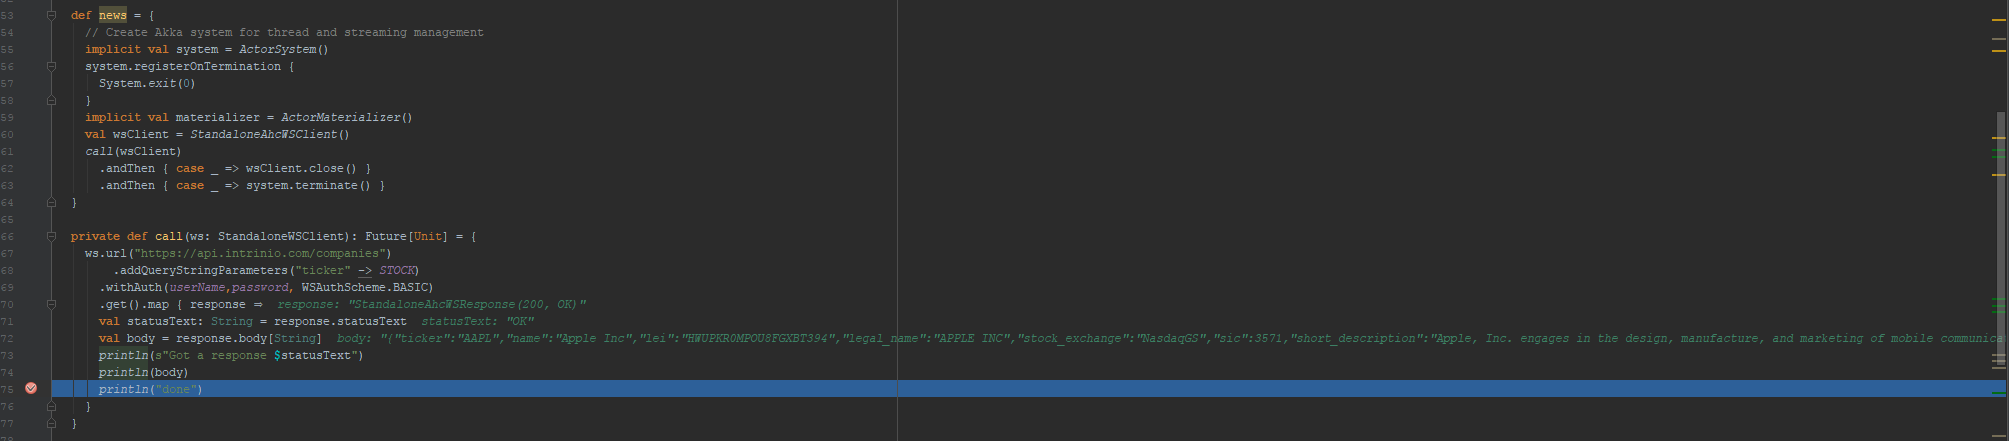 53 def news = {
54 // Create Akka system for thread and streaming management
55 implicit val system = ActorSystem()
56 system.registerOnTermination {
57 System.exit(0)
58 }
59 implicit val materializer = ActorMaterializer()
60 val wsClient = StandaloneAhcWSClient()
61 call(wsClient)
62 .andThen { case _ => wsClient.close() }
63 .andThen { case _ => system.terminate() }
64 }
65
66 private def call(ws: StandaloneWSClient): Future[Unit] = {
67 ws.url("https://api.intrinio.com/companies")
68 .addQueryStringParameters("ticker" -> STOCK)
69 .withAuth(userName,password, WSAuthScheme.BASIC)
70 .get().map { response => response: "StandaloneAhcWSResponse(200, OK)"
71 val statusText: String = response.statusText statusText: "OK"
72 val body = response.body[String] body: "{"ticker":"AAPL","name":"Apple Inc","lei":"HWUPKR0MPOU8FGXBT394","legal_name":"APPLE INC","stock_exchange":"NasdaqGS","sic":3571,"short_description":"Apple, Inc. engages in the design, manufacture, and marketing of mobile communica
73 println(s"Got a response $statusText")
74 println(body)
75 println("done")
76 }
77 }